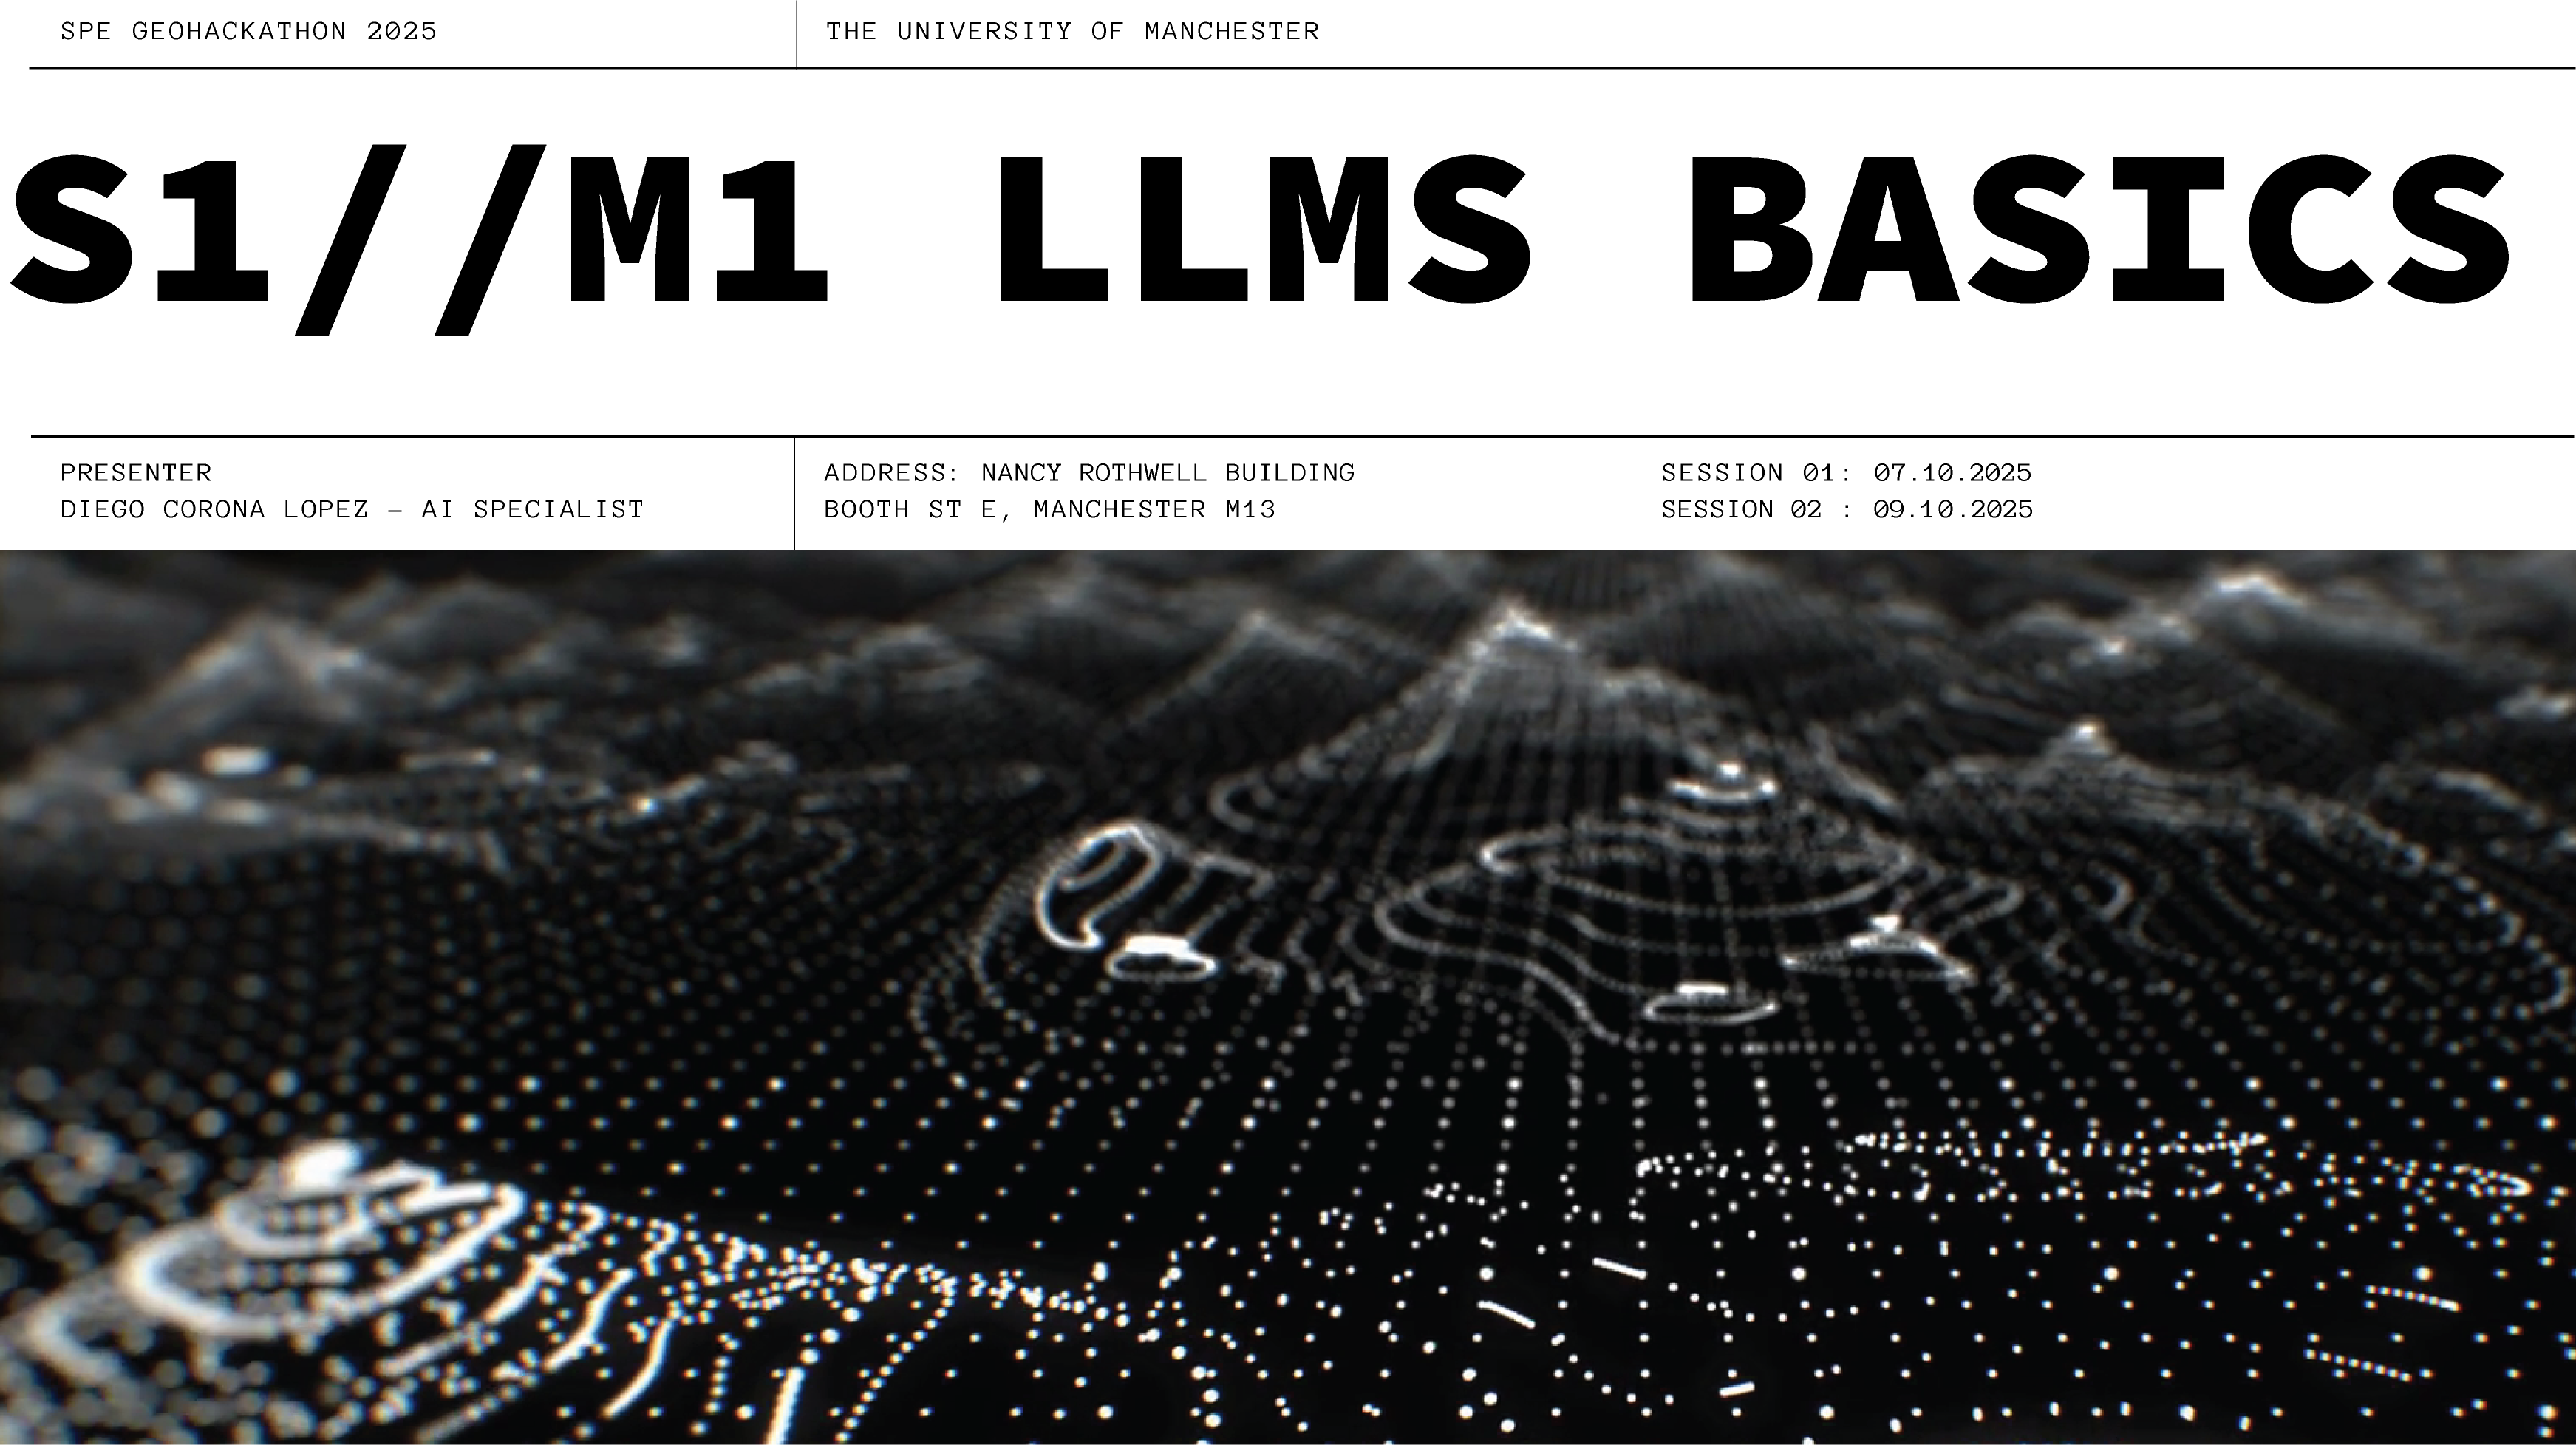 SPE GEOHACKATHON 2025
THE UNIVERSITY OF MANCHESTER
S1//M1 LLMS BASICS
PRESENTER
DIEGO CORONA LOPEZ – AI SPECIALIST
ADDRESS: NANCY ROTHWELL BUILDING
BOOTH ST E, MANCHESTER M13
SESSION 01: 07.10.2025
SESSION 02 : 09.10.2025